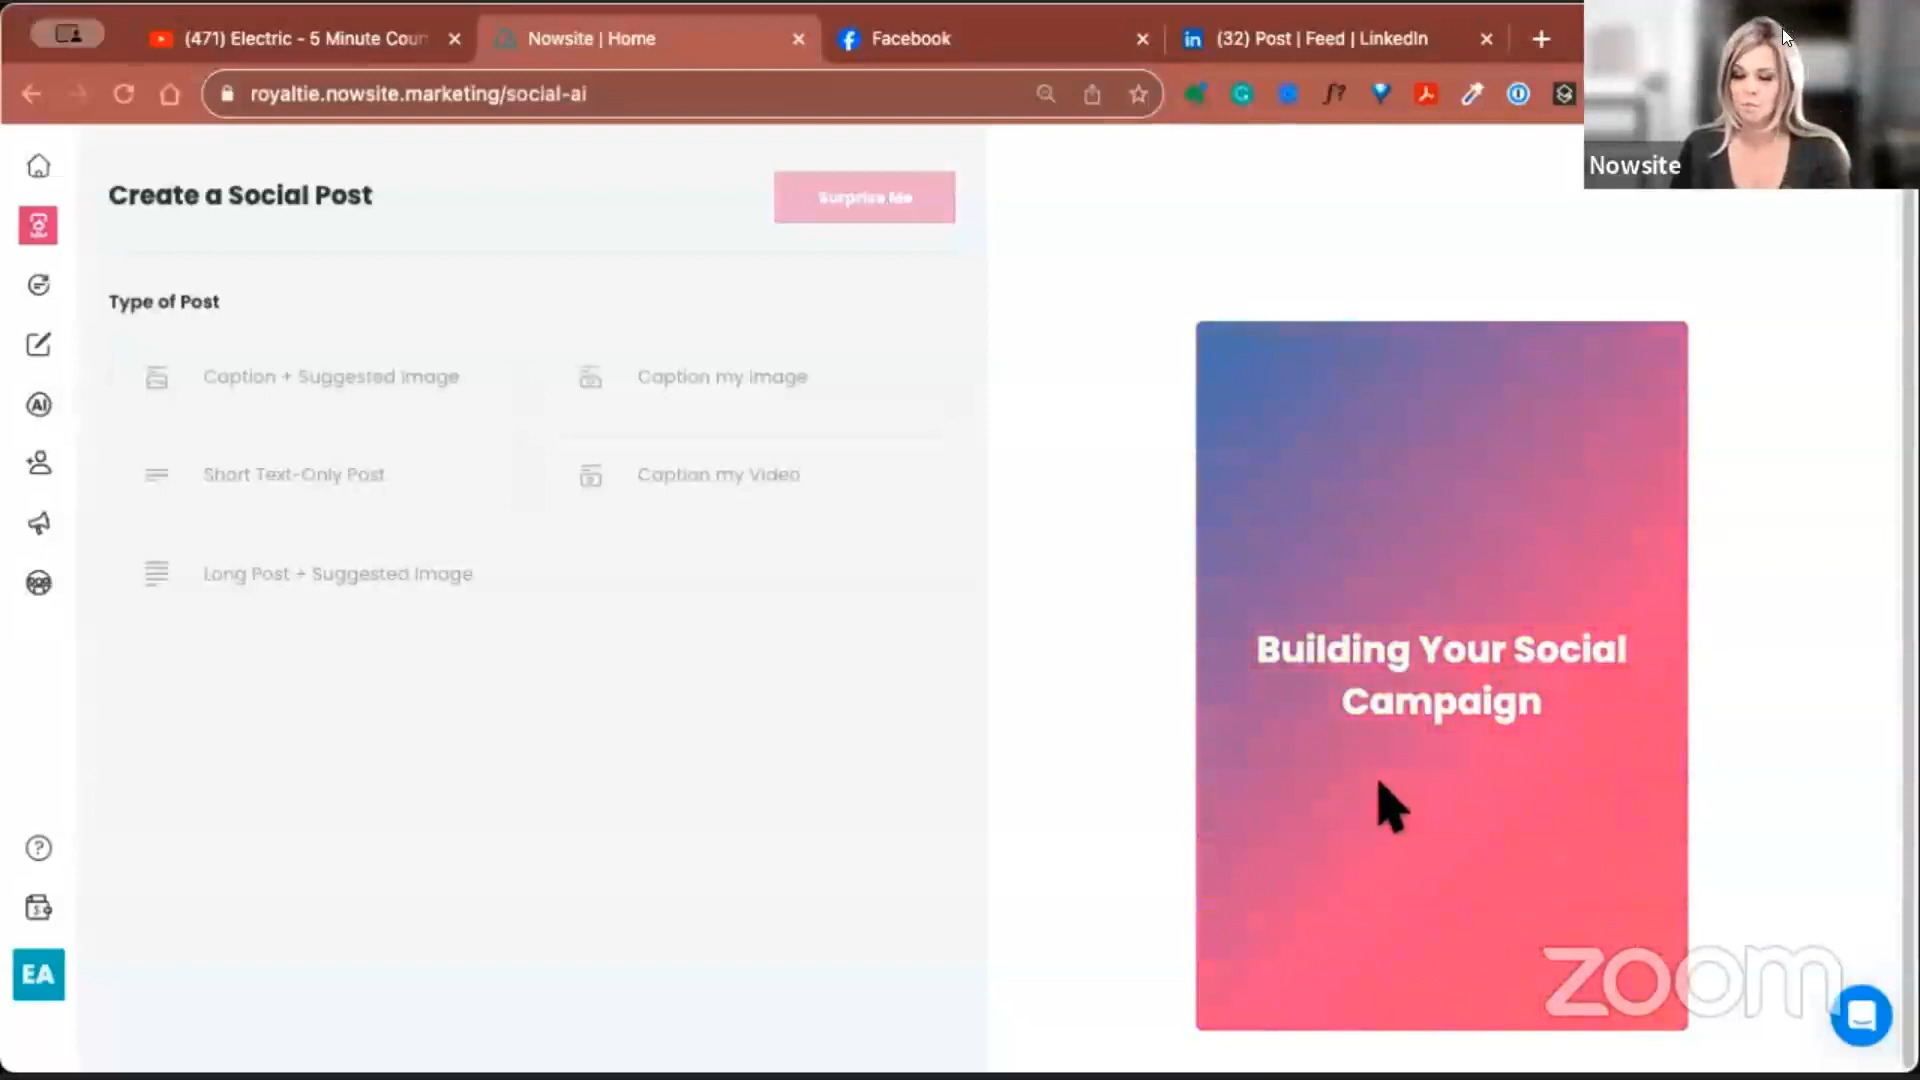 (471) Electric - 5 Minute Coun
Nowsite | Home
Facebook
(32) Post | Feed | LinkedIn
royaltie.nowsite.marketing/social-ai
Nowsite
Create a Social Post
Surprise Me
Type of Post
Caption + Suggested Image
Caption my Image
Short Text-Only Post
Caption my Video
Long Post + Suggested Image
Building Your Social
Campaign
AI
EA
zoom